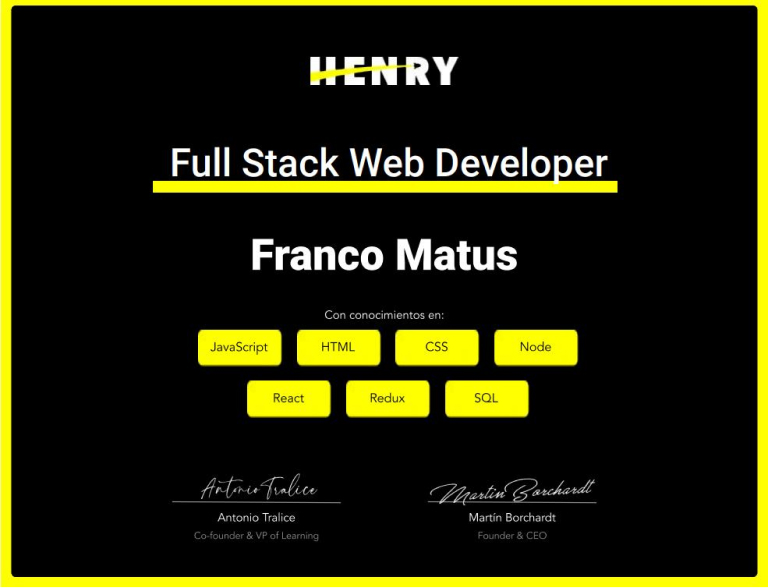 HENRY
Full Stack Web Developer
Franco Matus
Con conocimientos en:
JavaScript HTML CSS Node
React Redux SQL
Antonio Tralice Martin Borchardt
Antonio Tralice Martín Borchardt
Co-founder & VP of Learning Founder & CEO